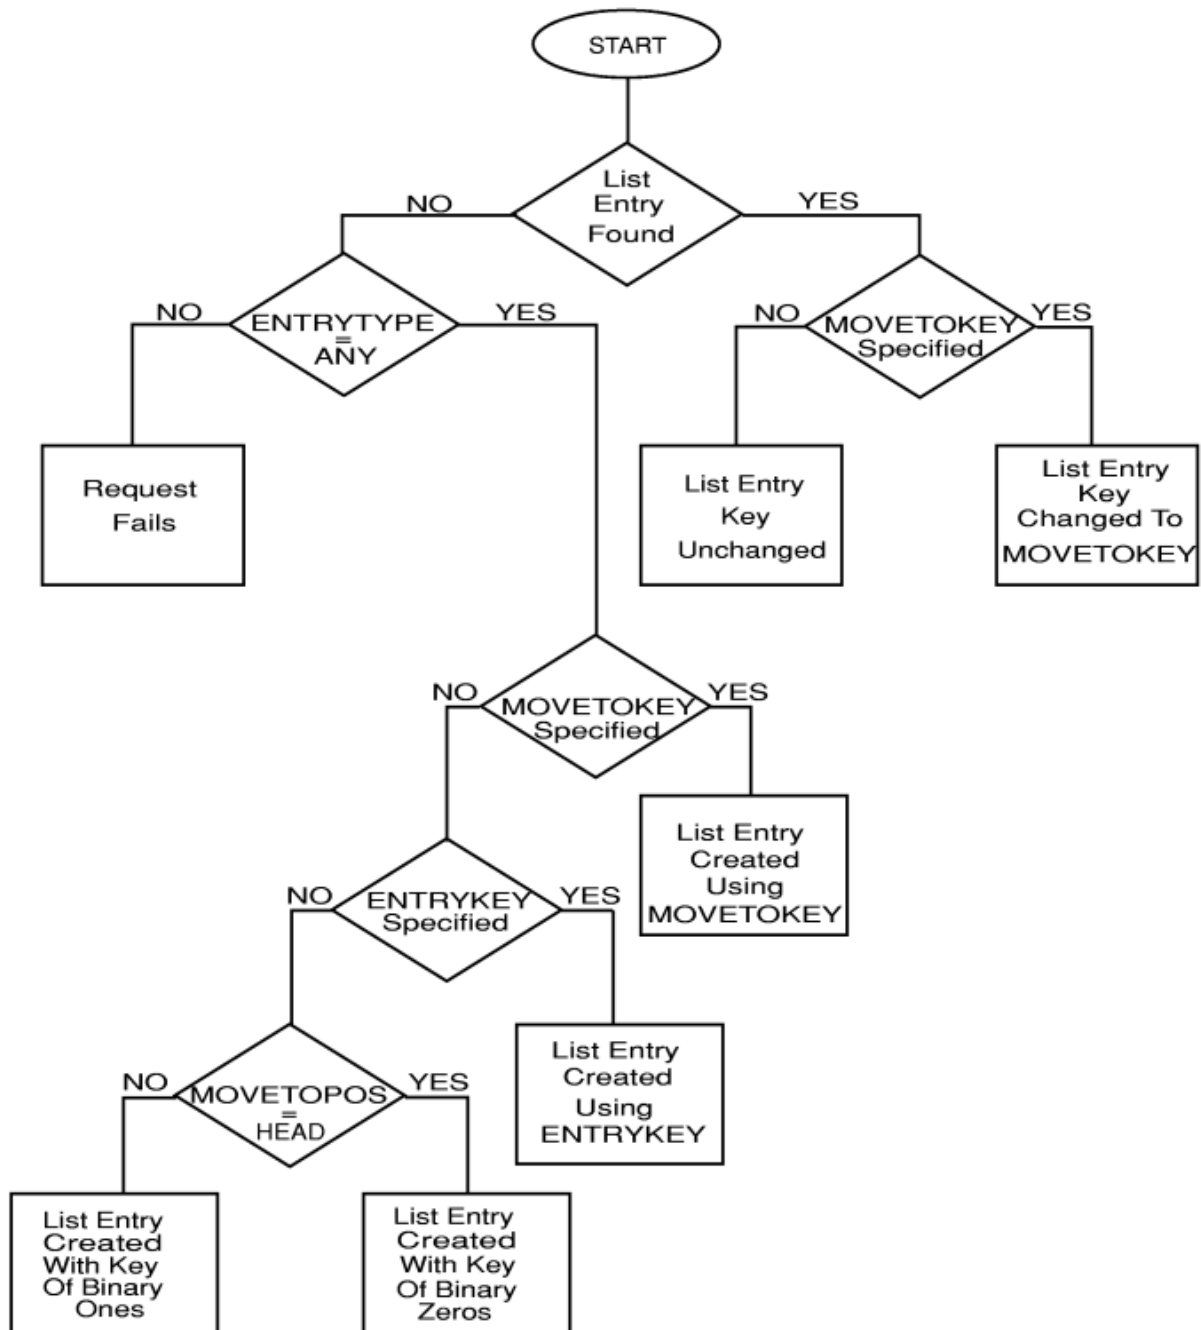 START
List
Entry
Found
NO
YES
ENTRYTYPE
=
ANY
NO
YES
MOVETOKEY
Specified
NO
YES
Request
Fails
List Entry
Key
Unchanged
List Entry
Key
Changed To
MOVETOKEY
MOVETOKEY
Specified
NO
YES
List Entry
Created
Using
MOVETOKEY
ENTRYKEY
Specified
NO
YES
List Entry
Created
Using
ENTRYKEY
MOVETOPOS
=
HEAD
NO
YES
List Entry
Created
With Key
Of Binary
Ones
List Entry
Created
With Key
Of Binary
Zeros